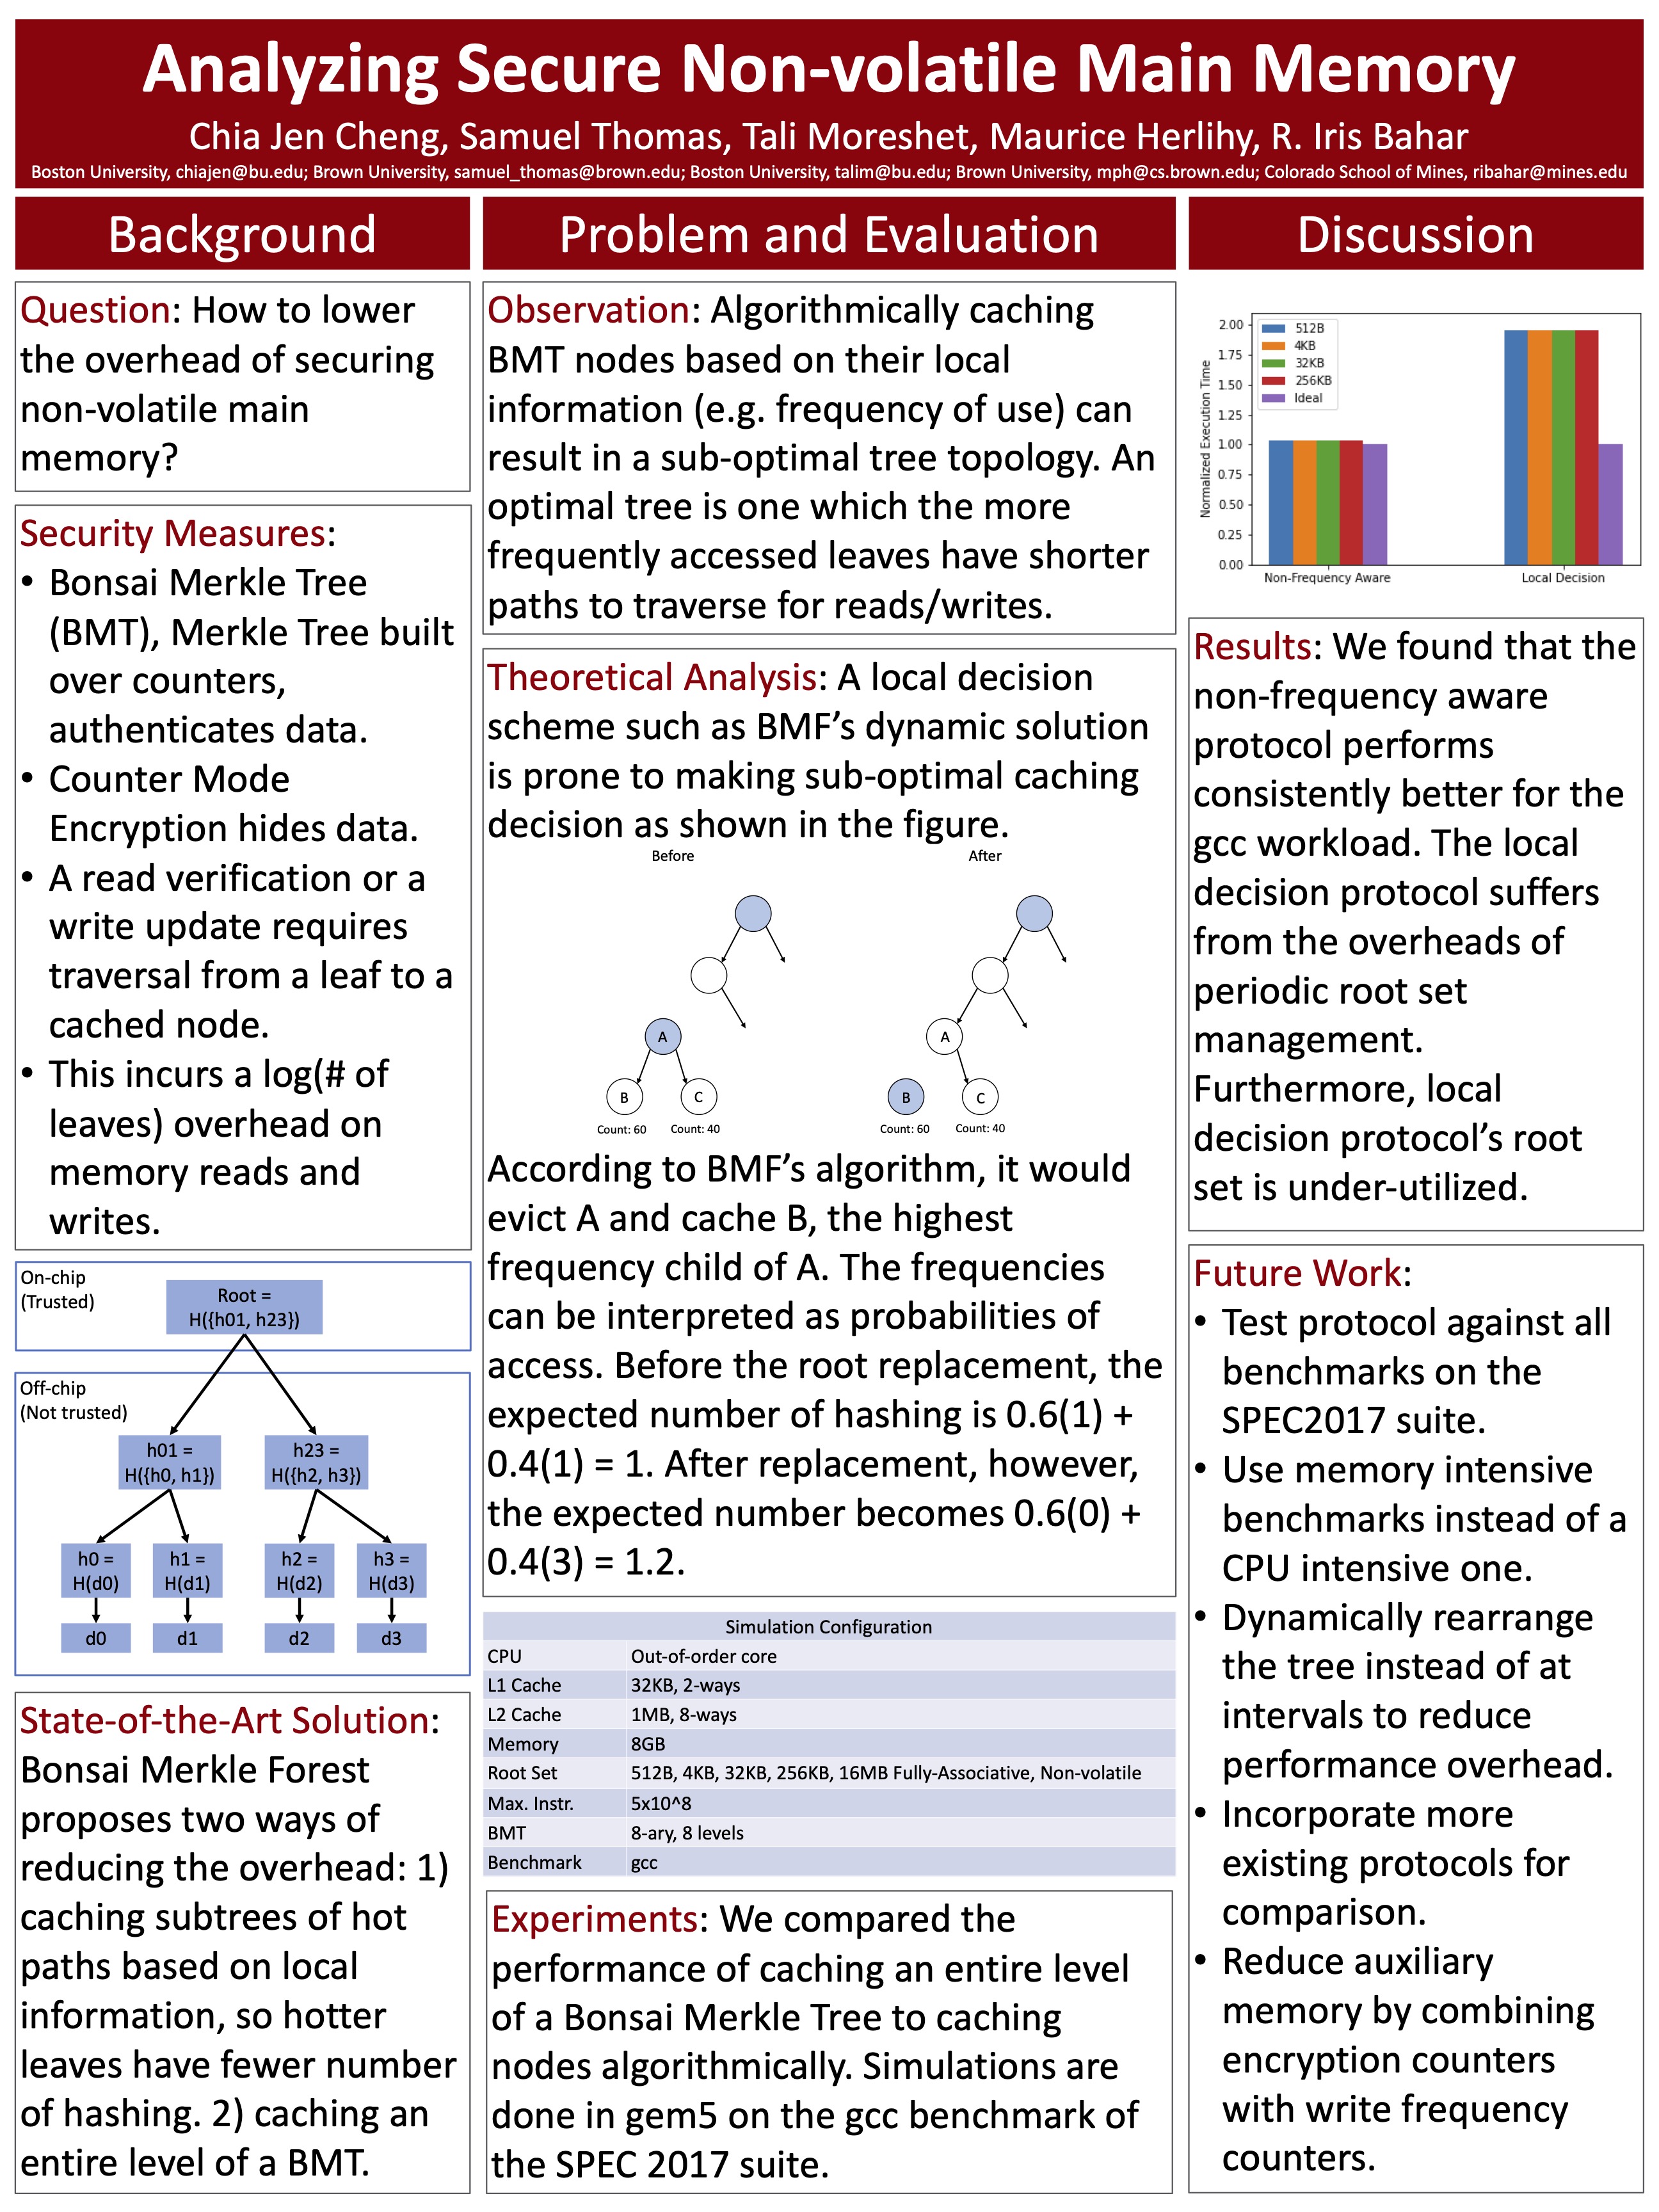 Analyzing Secure Non-volatile Main Memory
Chia Jen Cheng, Samuel Thomas, Tali Moreshet, Maurice Herlihy, R. Iris Bahar
Boston University, chiajen@bu.edu; Brown University, samuel_thomas@brown.edu; Boston University, talim@bu.edu; Brown University, mph@cs.brown.edu; Colorado School of Mines, ribahar@mines.edu
Background
Question: How to lower
the overhead of securing
non-volatile main
memory?
Security Measures:
• Bonsai Merkle Tree
(BMT), Merkle Tree built
over counters,
authenticates data.
• Counter Mode
Encryption hides data.
• A read verification or a
write update requires
traversal from a leaf to a
cached node.
• This incurs a log(# of
leaves) overhead on
memory reads and
writes.
On-chip
(Trusted)
Root =
H({h01, h23})
Off-chip
(Not trusted)
h01 =
H({h0, h1})
h23 =
H({h2, h3})
h0 =
H(d0)
h1 =
H(d1)
h2 =
H(d2)
h3 =
H(d3)
d0
d1
d2
d3
State-of-the-Art Solution:
Bonsai Merkle Forest
proposes two ways of
reducing the overhead: 1)
caching subtrees of hot
paths based on local
information, so hotter
leaves have fewer number
of hashing. 2) caching an
entire level of a BMT.
Problem and Evaluation
Observation: Algorithmically caching
BMT nodes based on their local
information (e.g. frequency of use) can
result in a sub-optimal tree topology. An
optimal tree is one which the more
frequently accessed leaves have shorter
paths to traverse for reads/writes.
Theoretical Analysis: A local decision
scheme such as BMF’s dynamic solution
is prone to making sub-optimal caching
decision as shown in the figure.
Before
A
B
C
Count: 60
Count: 40
After
A
B
C
Count: 60
Count: 40
According to BMF’s algorithm, it would
evict A and cache B, the highest
frequency child of A. The frequencies
can be interpreted as probabilities of
access. Before the root replacement, the
expected number of hashing is 0.6(1) +
0.4(1) = 1. After replacement, however,
the expected number becomes 0.6(0) +
0.4(3) = 1.2.
Simulation Configuration
CPU Out-of-order core
L1 Cache 32KB, 2-ways
L2 Cache 1MB, 8-ways
Memory 8GB
Root Set 512B, 4KB, 32KB, 256KB, 16MB Fully-Associative, Non-volatile
Max. Instr. 5x10^8
BMT 8-ary, 8 levels
Benchmark gcc
Experiments: We compared the
performance of caching an entire level
of a Bonsai Merkle Tree to caching
nodes algorithmically. Simulations are
done in gem5 on the gcc benchmark of
the SPEC 2017 suite.
Discussion
Normalized Execution Time
2.00
1.75
1.50
1.25
1.00
0.75
0.50
0.25
0.00
512B
4KB
32KB
256KB
Ideal
Non-Frequency Aware
Local Decision
Results: We found that the
non-frequency aware
protocol performs
consistently better for the
gcc workload. The local
decision protocol suffers
from the overheads of
periodic root set
management.
Furthermore, local
decision protocol’s root
set is under-utilized.
Future Work:
• Test protocol against all
benchmarks on the
SPEC2017 suite.
• Use memory intensive
benchmarks instead of a
CPU intensive one.
• Dynamically rearrange
the tree instead of at
intervals to reduce
performance overhead.
• Incorporate more
existing protocols for
comparison.
• Reduce auxiliary
memory by combining
encryption counters
with write frequency
counters.